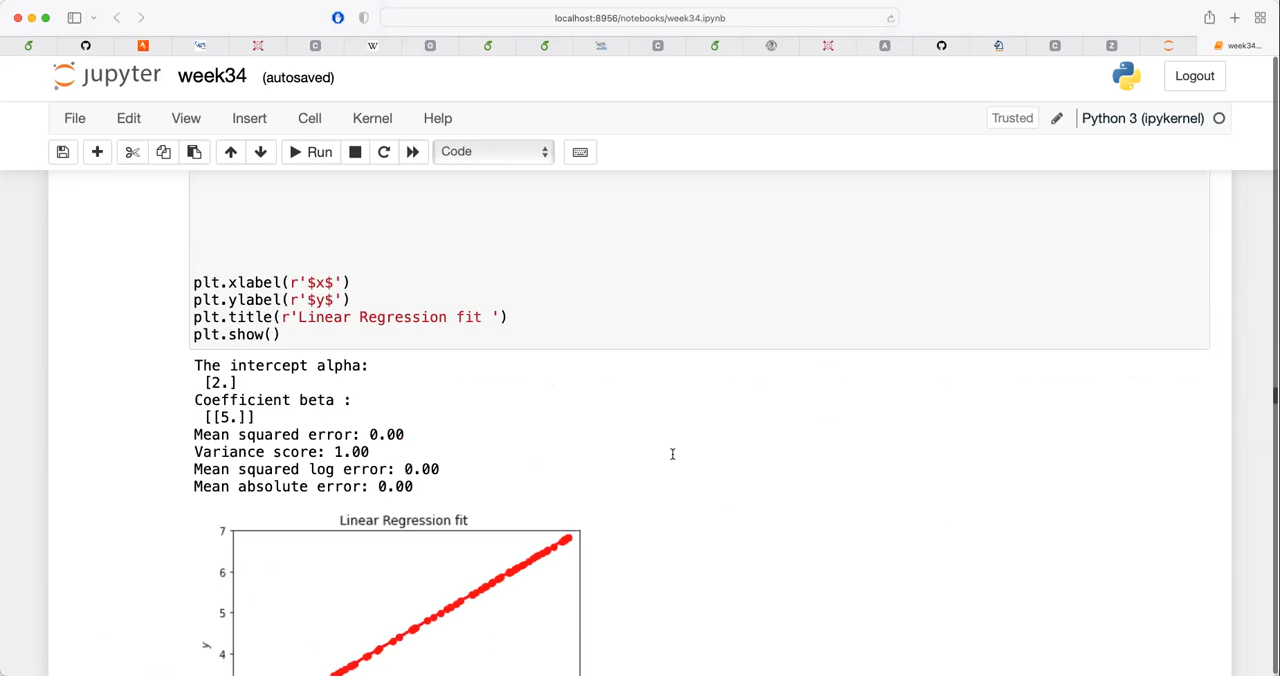 localhost:8956/notebooks/week34.ipynb
W
C
G
C
A
C
Z
week34...
jupyter week34 (autosaved)
Logout
File Edit View Insert Cell Kernel Help
Trusted
Python 3 (ipykernel)
Run
Code
plt.xlabel(r'$x$')
plt.ylabel(r'$y$')
plt.title(r'Linear Regression fit ')
plt.show()
The intercept alpha:
[2.]
Coefficient beta :
[[5.]]
Mean squared error: 0.00
Variance score: 1.00
Mean squared log error: 0.00
Mean absolute error: 0.00
Linear Regression fit
7
6
5
y
4